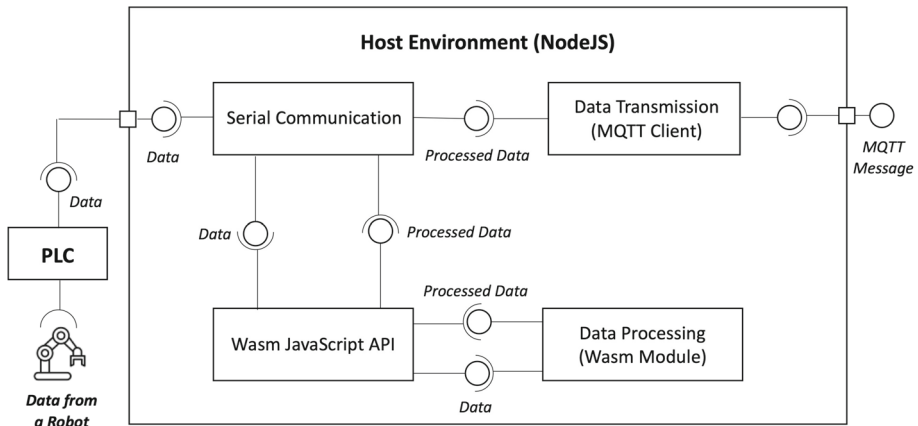 Host Environment (NodeJS)
Serial Communication
Data Transmission
(MQTT Client)
Data
Processed Data
MQTT
Message
Data
PLC
Data
Processed Data
Processed Data
Wasm JavaScript API
Data Processing
(Wasm Module)
Data
Data from
a Robot